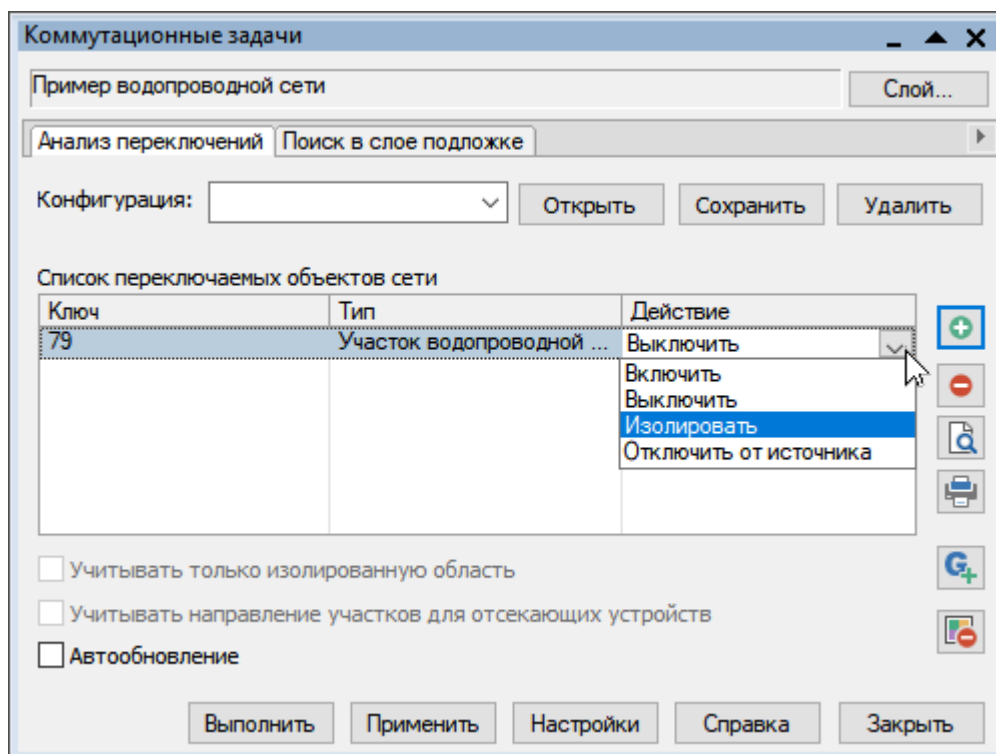 Коммутационные задачи
Пример водопроводной сети
Слой...
Анализ переключений Поиск в слое подложке
Конфигурация: Открыть Сохранить Удалить
Список переключаемых объектов сети
Ключ Тип Действие
79 Участок водопроводной ... Выключить
Включить
Выключить
Изолировать
Отключить от источника
Учитывать только изолированную область
Учитывать направление участков для отсекающих устройств
Автообновление
Выполнить Применить Настройки Справка Закрыть